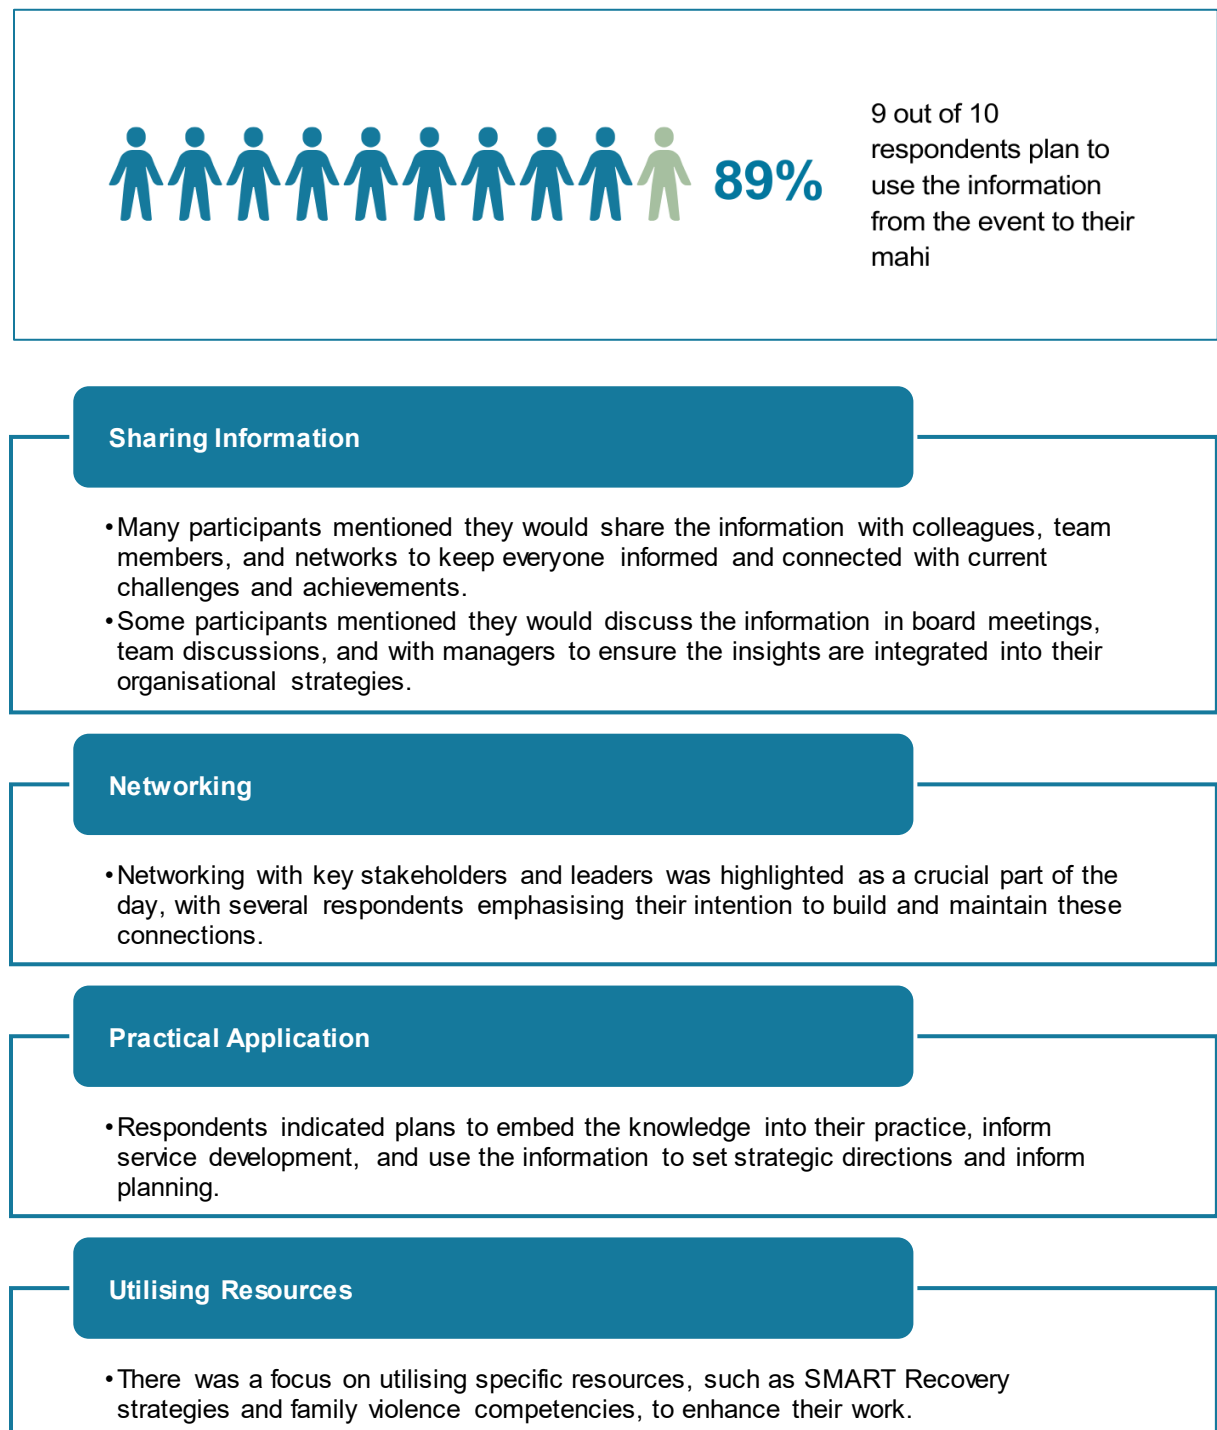 89%
9 out of 10
respondents plan to
use the information
from the event to their
mahi
Sharing Information
•Many participants mentioned they would share the information with colleagues, team
members, and networks to keep everyone informed and connected with current
challenges and achievements.
•Some participants mentioned they would discuss the information in board meetings,
team discussions, and with managers to ensure the insights are integrated into their
organisational strategies.
Networking
•Networking with key stakeholders and leaders was highlighted as a crucial part of the
day, with several respondents emphasising their intention to build and maintain these
connections.
Practical Application
•Respondents indicated plans to embed the knowledge into their practice, inform
service development, and use the information to set strategic directions and inform
planning.
Utilising Resources
•There was a focus on utilising specific resources, such as SMART Recovery
strategies and family violence competencies, to enhance their work.